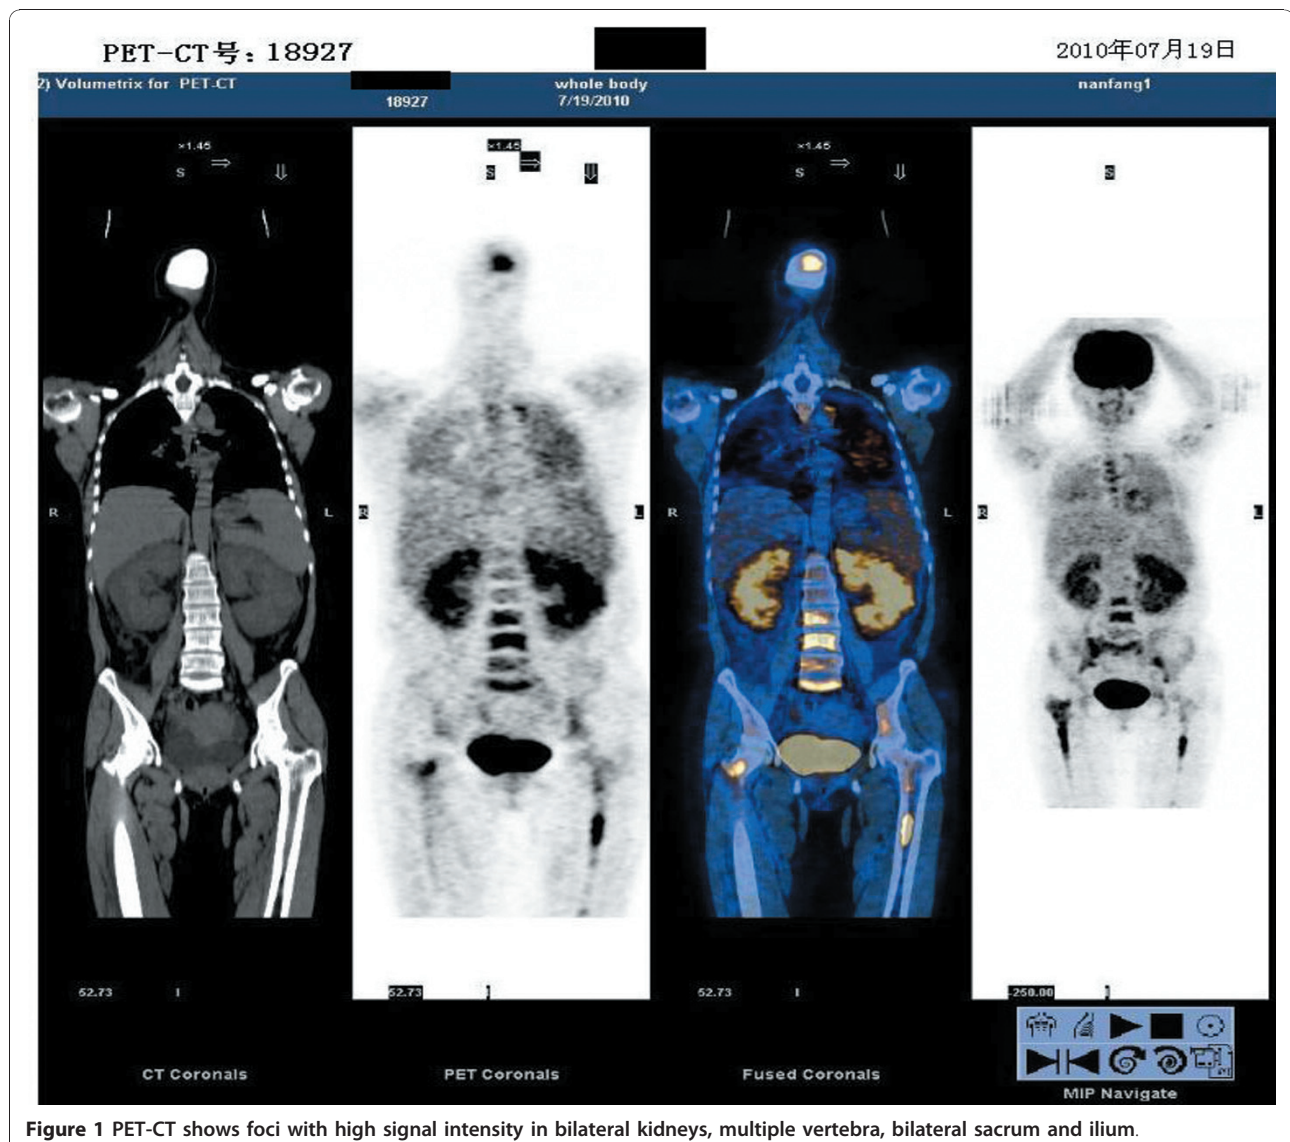 PET-CT号: 18927
2010年07月19日
2) Volumetrix for PET-CT
18927
whole body
7/19/2010
nanfang1
×1.45
S
×1.45
S
×1.45
S
S
R
L
R
L
R
L
R
L
52.73
I
52.73
I
52.73
I
-250.00
I
CT Coronals
PET Coronals
Fused Coronals
MIP Navigate
Figure 1 PET-CT shows foci with high signal intensity in bilateral kidneys, multiple vertebra, bilateral sacrum and ilium.